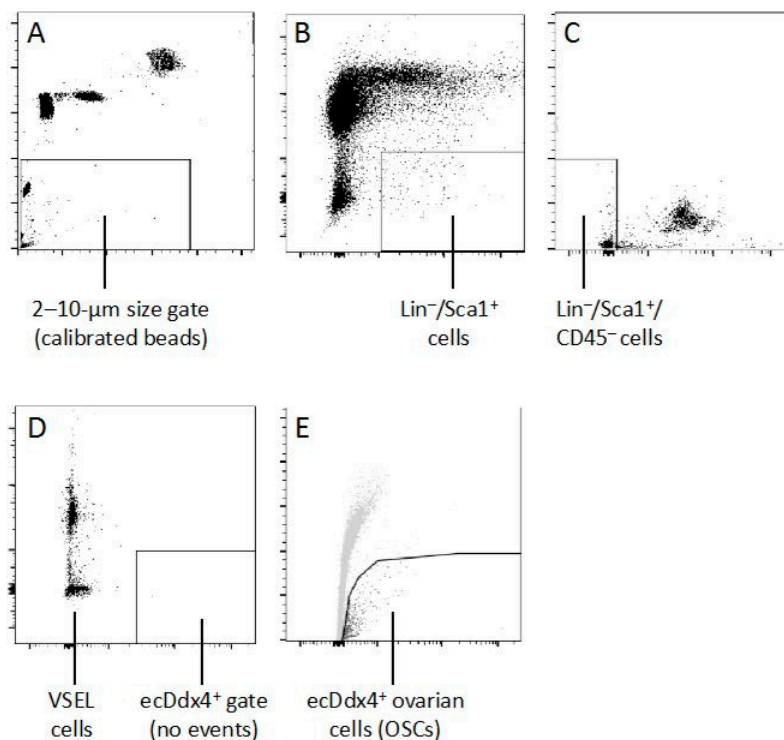 A
B
C
2–10-μm size gate
(calibrated beads)
Lin⁻/Sca1⁺
cells
Lin⁻/Sca1⁺/
CD45⁻ cells
D
E
VSEL
cells
ecDdx4⁺ gate
(no events)
ecDdx4⁺ ovarian
cells (OSCs)